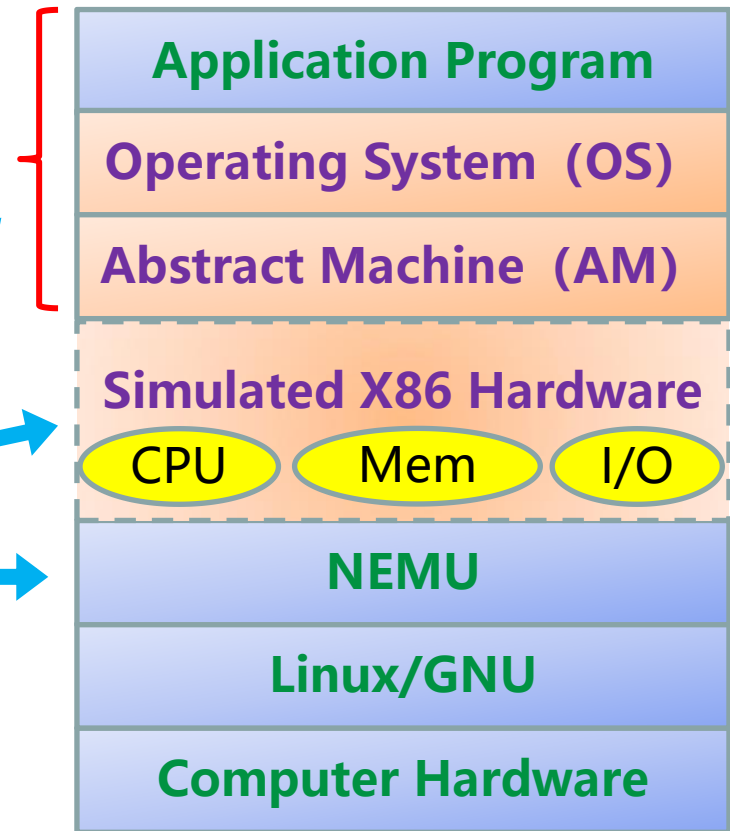 Application Program
Operating System (OS)
Abstract Machine (AM)
Simulated X86 Hardware
CPU Mem I/O
NEMU
Linux/GNU
Computer Hardware